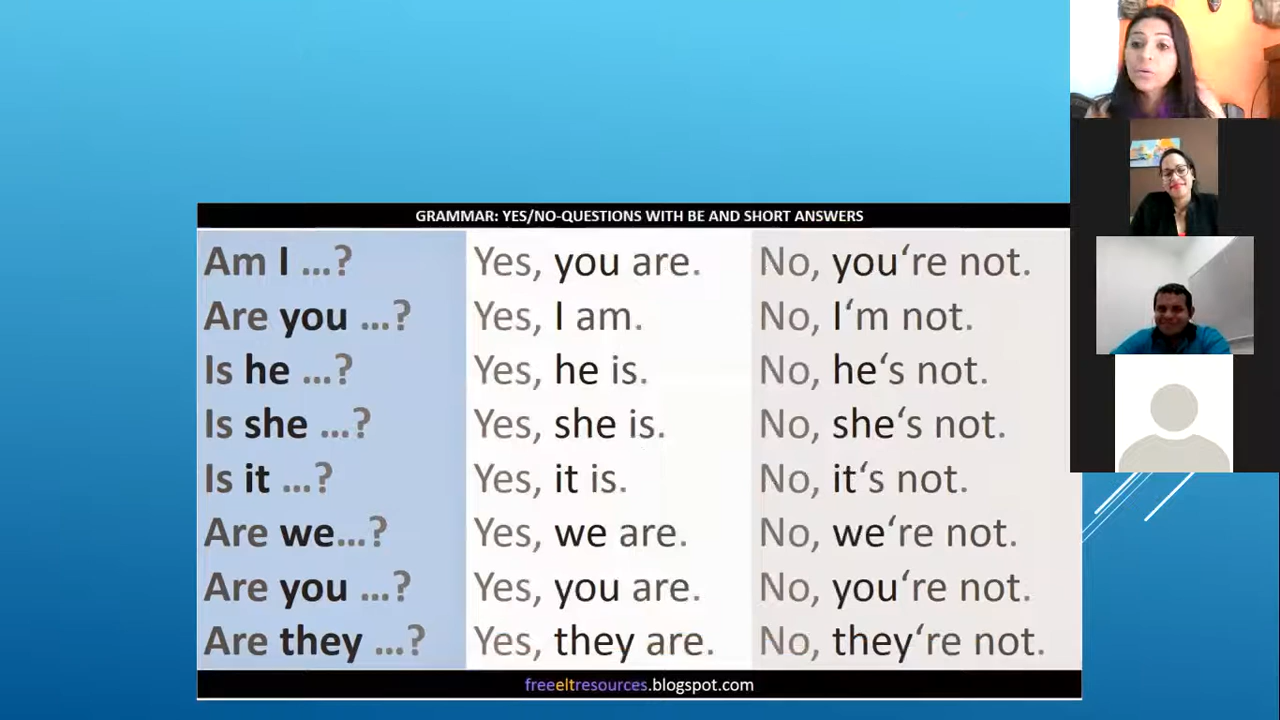 GRAMMAR: YES/NO-QUESTIONS WITH BE AND SHORT ANSWERS
Am I ...? Yes, you are. No, you‘re not.
Are you ...? Yes, I am. No, I‘m not.
Is he ...? Yes, he is. No, he‘s not.
Is she ...? Yes, she is. No, she‘s not.
Is it ...? Yes, it is. No, it‘s not.
Are we...? Yes, we are. No, we‘re not.
Are you ...? Yes, you are. No, you‘re not.
Are they ...? Yes, they are. No, they‘re not.
freeeltresources.blogspot.com